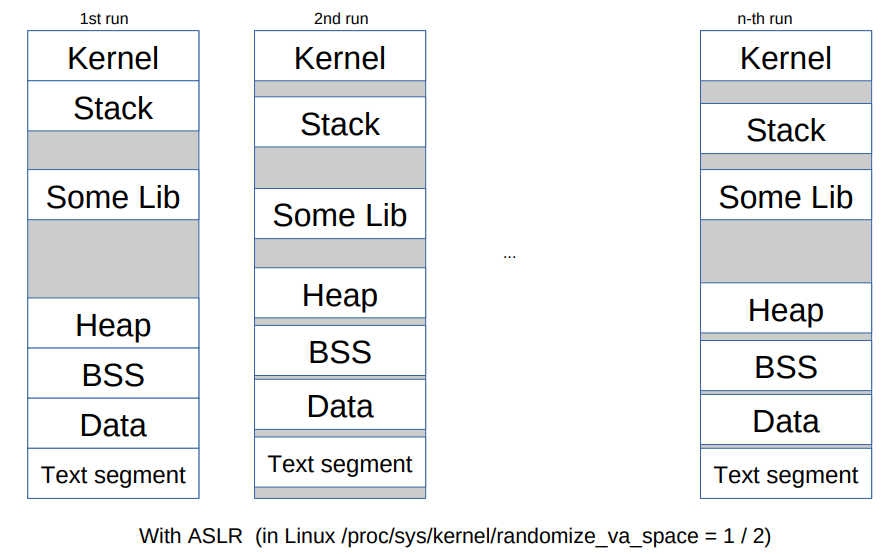 1st run
Kernel
Stack
Some Lib
Heap
BSS
Data
Text segment
2nd run
Kernel
Stack
Some Lib
Heap
BSS
Data
Text segment
...
n-th run
Kernel
Stack
Some Lib
Heap
BSS
Data
Text segment
With ASLR (in Linux /proc/sys/kernel/randomize_va_space = 1 / 2)